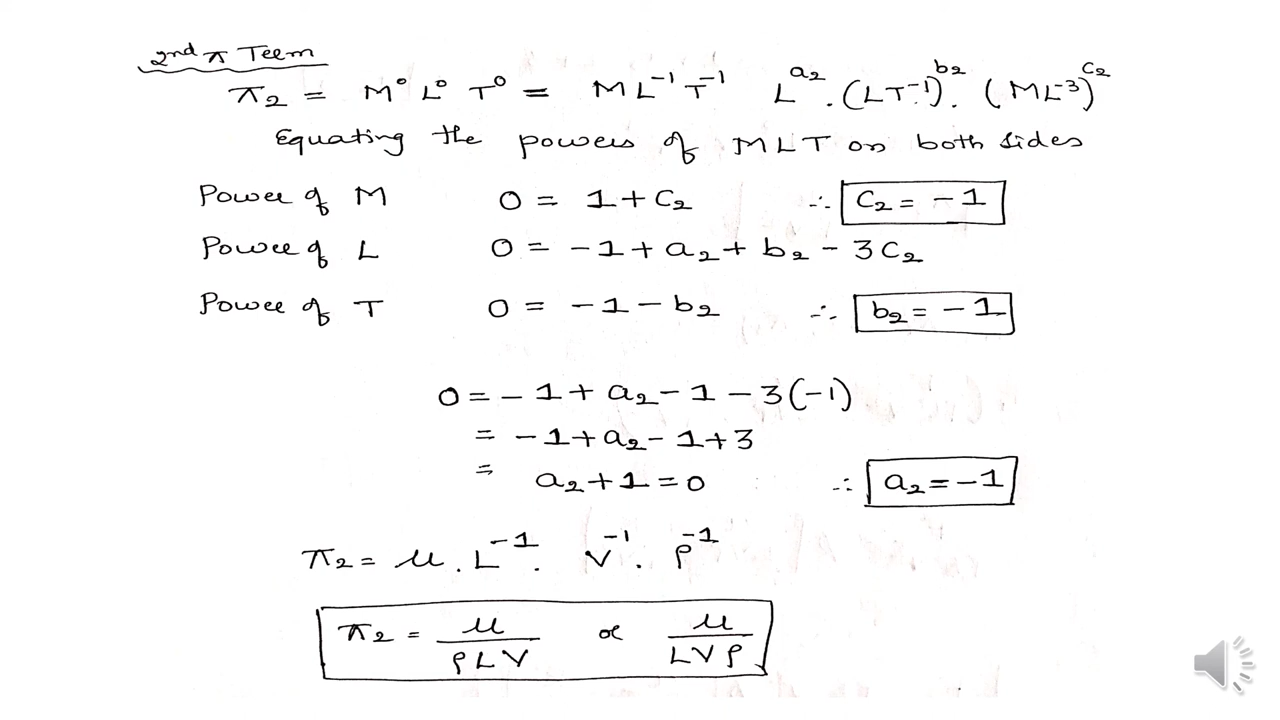 2nd π Term
π₂ = M⁰ L⁰ T⁰ = M L⁻¹ T⁻¹ L^a₂ . (LT⁻¹)^b₂ . (ML⁻³)^c₂
Equating the powers of MLT on both sides
Power of M 0 = 1 + C₂ ∴ C₂ = -1
Power of L 0 = -1 + a₂ + b₂ - 3C₂
Power of T 0 = -1 - b₂ ∴ b₂ = -1
0 = -1 + a₂ - 1 - 3(-1)
= -1 + a₂ - 1 + 3
= a₂ + 1 = 0 ∴ a₂ = -1
π₂ = μ . L⁻¹ . V⁻¹ . ρ⁻¹
π₂ = μ/ρLV or μ/LVρ